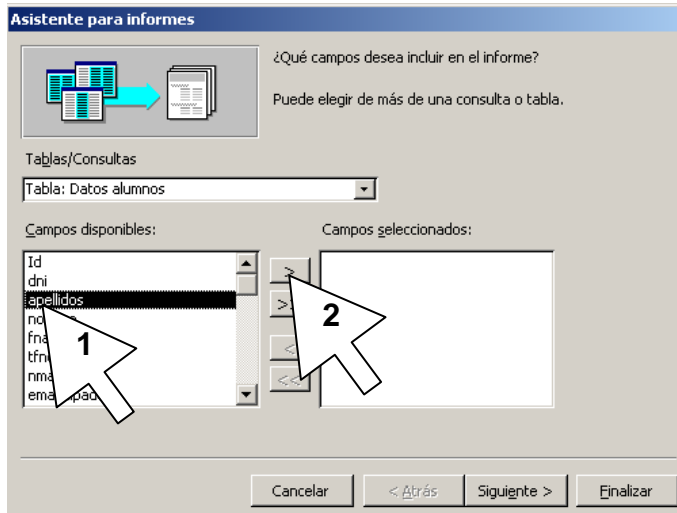 Asistente para informes
¿Qué campos desea incluir en el informe?
Puede elegir de más de una consulta o tabla.
Tablas/Consultas
Tabla: Datos alumnos
Campos disponibles:
Campos seleccionados:
Id
dni
apellidos
>
>
<
<<
1
2
Cancelar
< Atrás
Siguiente >
Finalizar